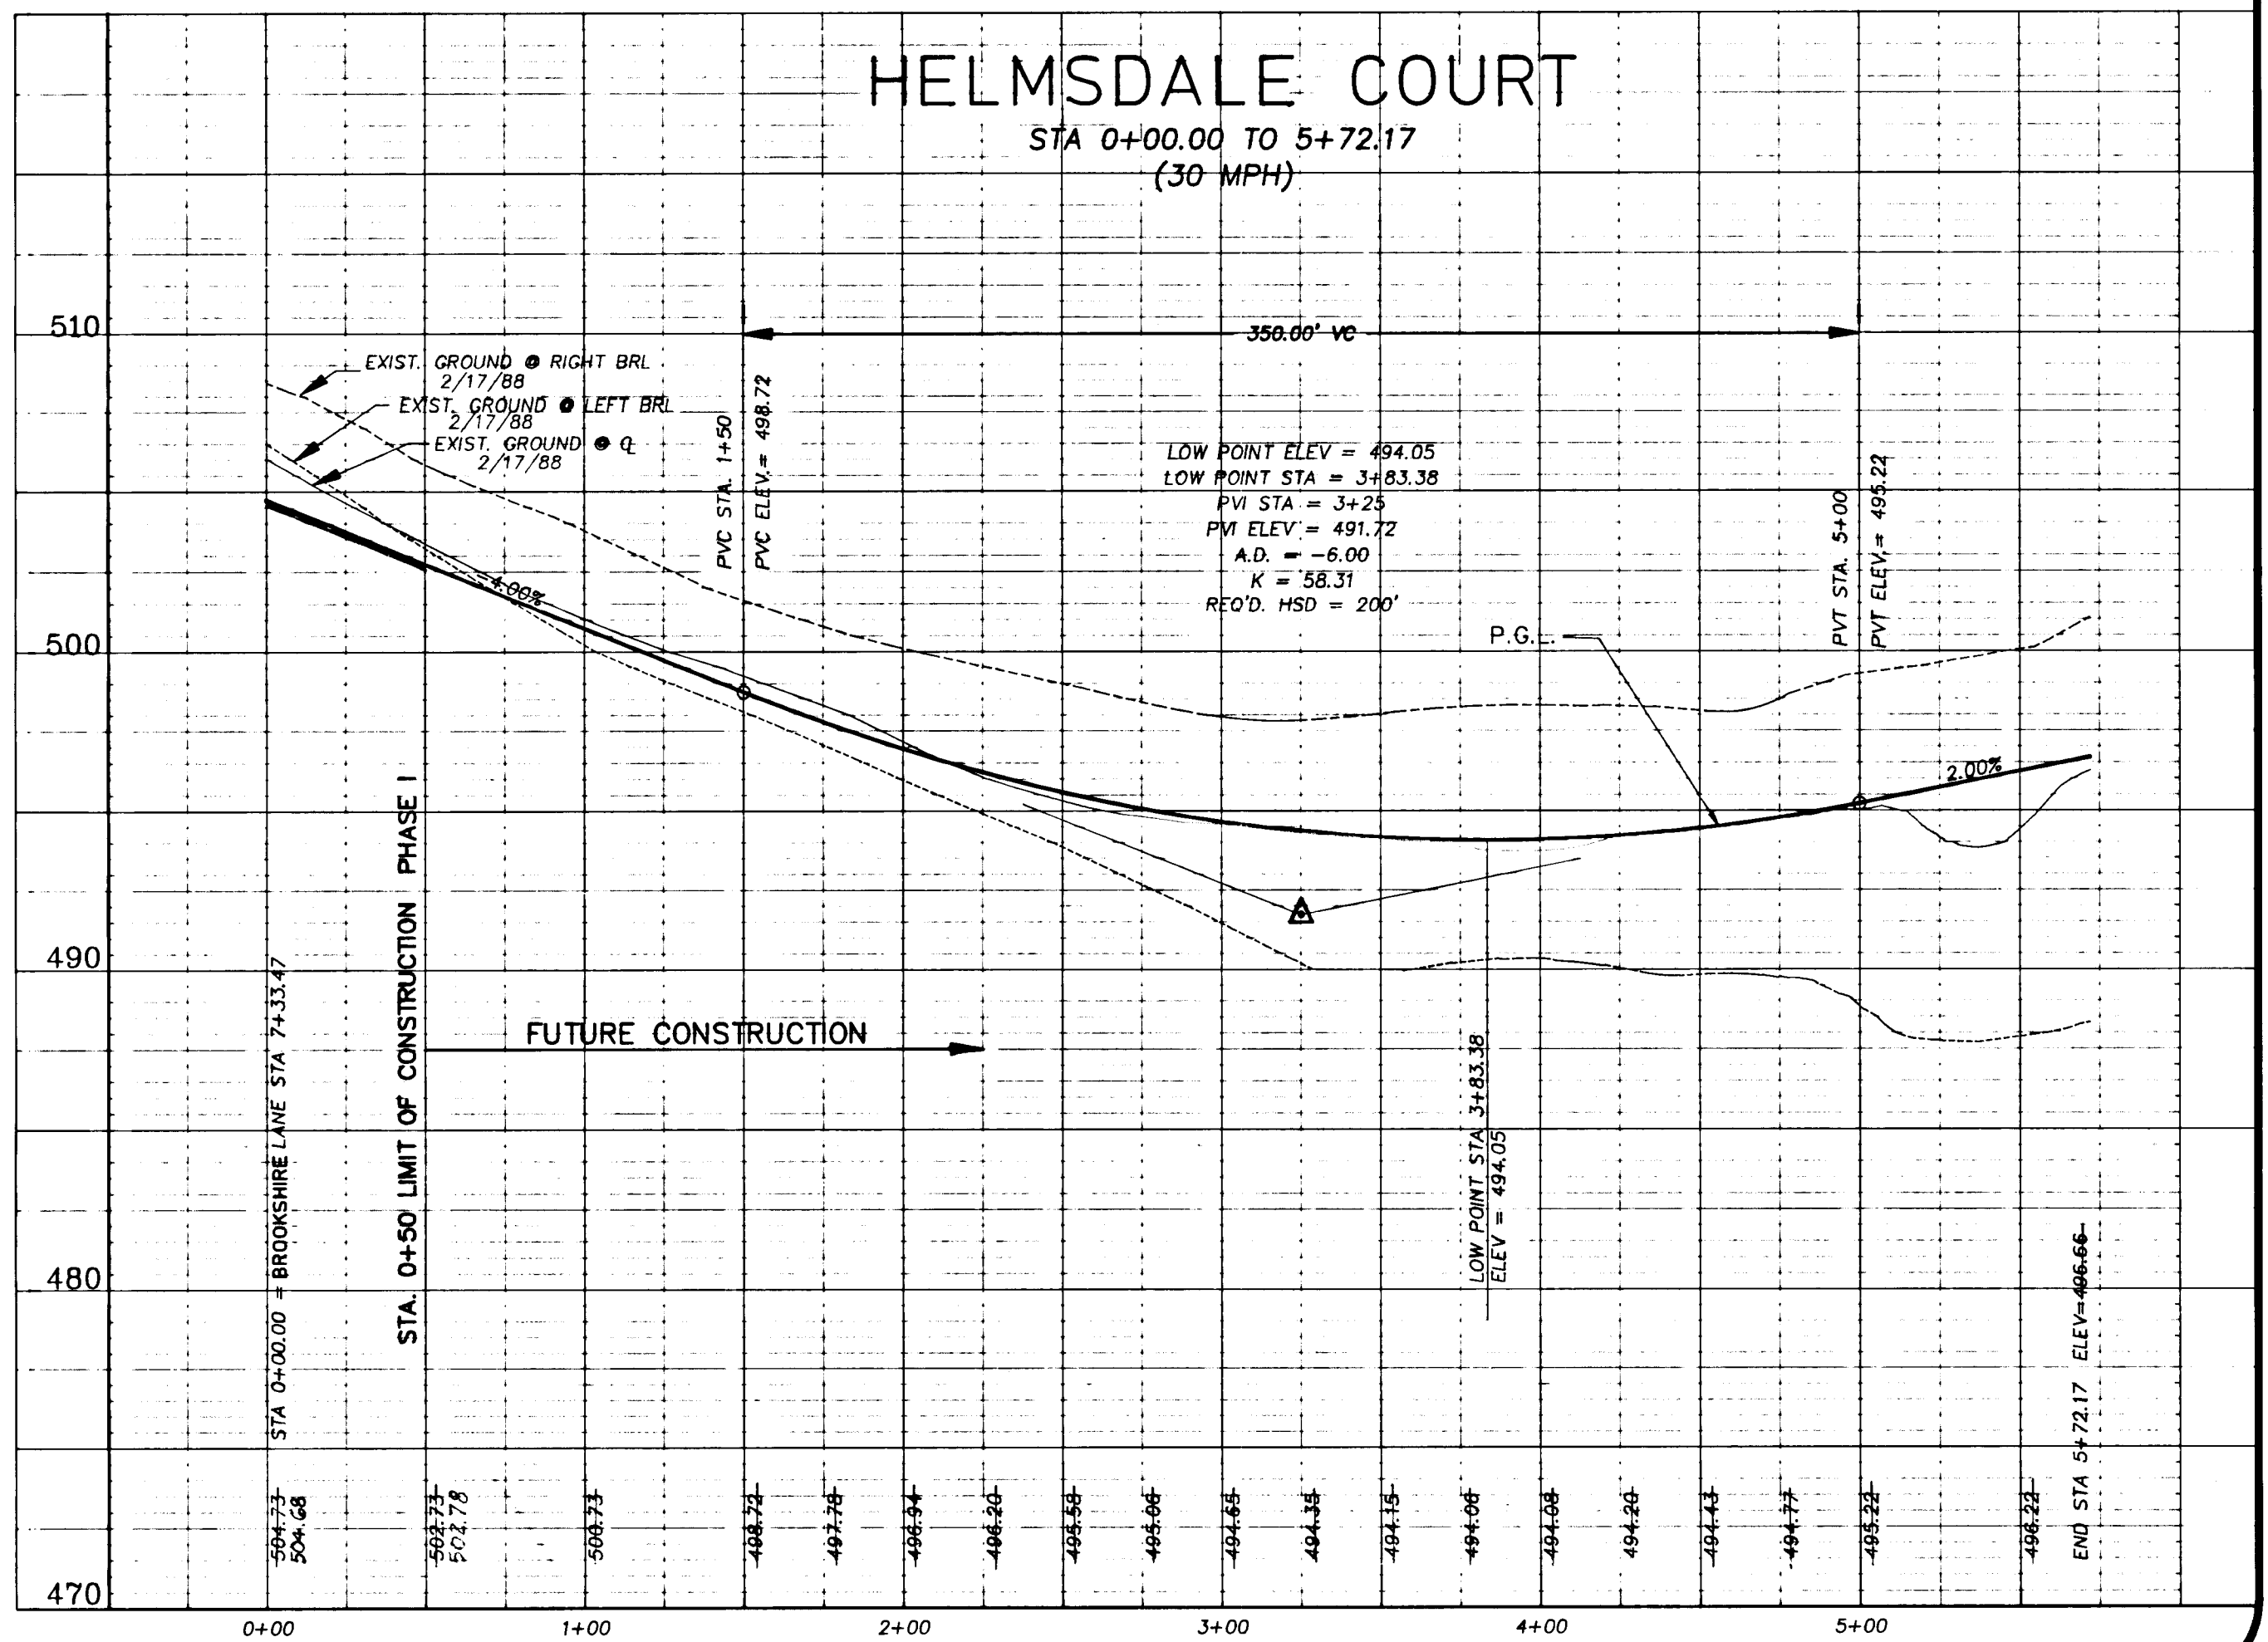 HELMSDALE COURT
STA 0+00.00 TO 5+72.17
(30 MPH)
510
500
490
480
470
350.00' VC
EXIST. GROUND @ RIGHT BRL
2/17/88
EXIST. GROUND @ LEFT BRL
2/17/88
EXIST. GROUND @ ℄
2/17/88
-4.00%
PVC STA. 1+50
PVC ELEV.= 498.72
LOW POINT ELEV = 494.05
LOW POINT STA = 3+83.38
PVI STA = 3+25
PVI ELEV = 491.72
A.D. = -6.00
K = 58.31
REQ'D. HSD = 200'
P.G.L.
PVT STA. 5+00
PVT ELEV.= 495.22
2.00%
STA 0+00.00 = BROOKSHIRE LANE STA 7+33.47
STA. 0+50 LIMIT OF CONSTRUCTION PHASE I
FUTURE CONSTRUCTION
LOW POINT STA 3+83.38
ELEV = 494.05
END STA 5+72.17 ELEV=496.66
504.73
504.68
502.73
502.78
500.73
498.72
497.78
496.94
496.20
495.58
495.06
494.65
494.35
494.15
494.06
494.08
494.20
494.43
494.77
495.22
496.22
0+00
1+00
2+00
3+00
4+00
5+00